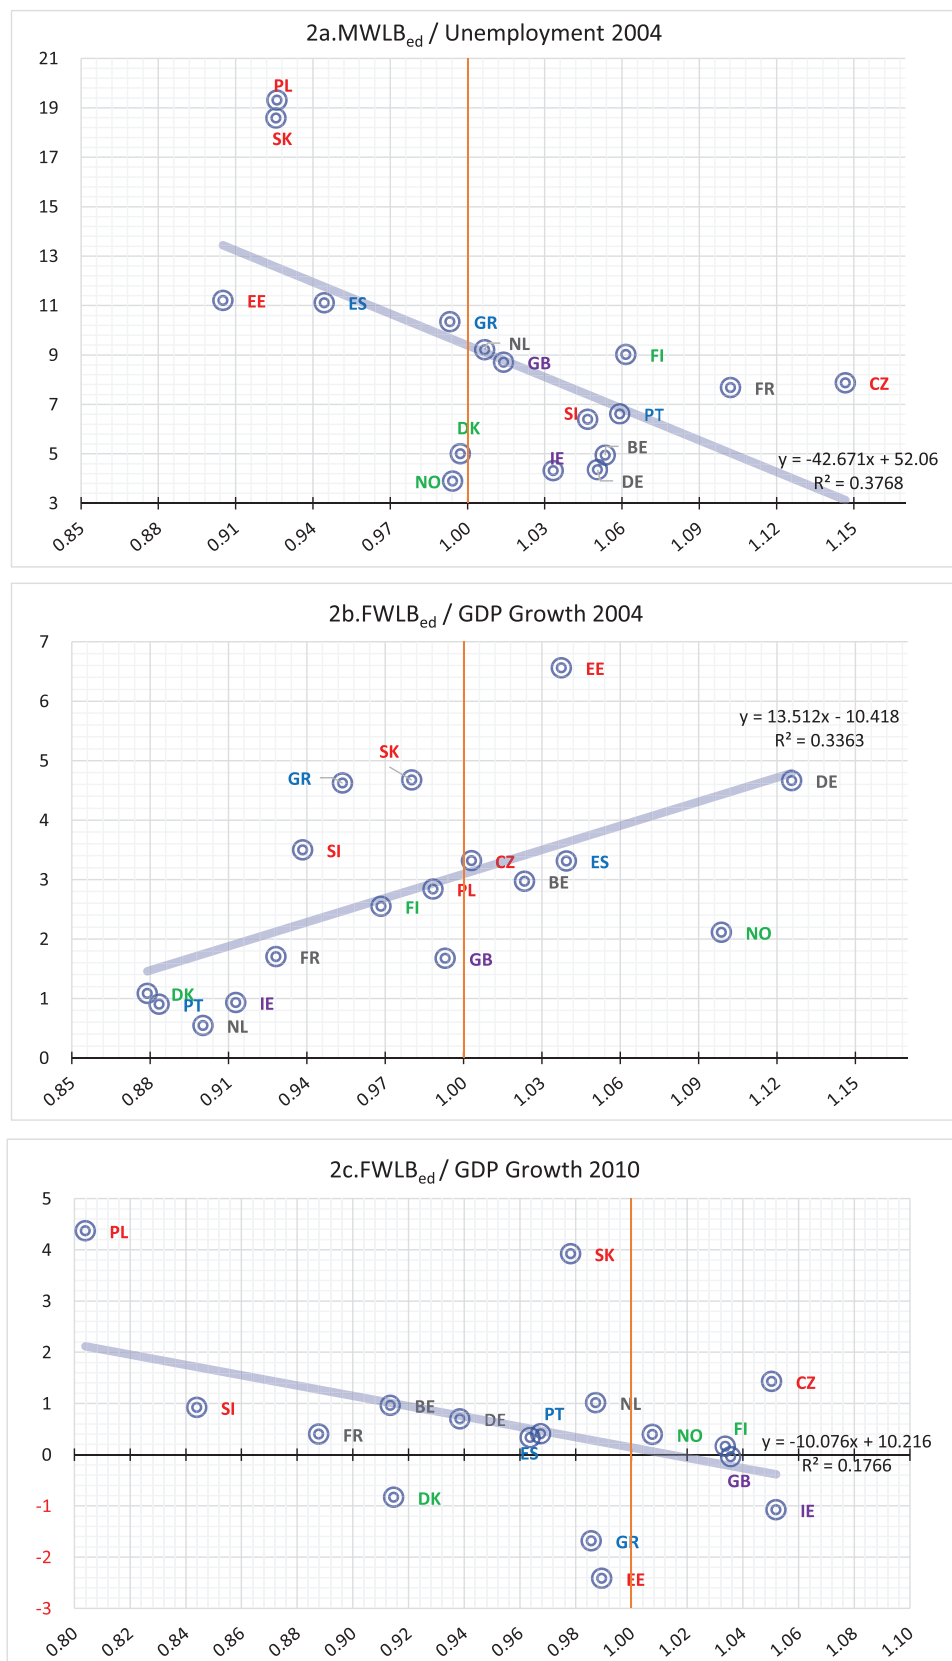 2a.MWLBed / Unemployment 2004
21
PL
19
SK
17
15
13
11
EE
ES
GR
NL
9
GB
FI
FR
CZ
7
SI
PT
DK
5
BE
IE
y = -42.671x + 52.06
NO
DE
R² = 0.3768
3
0.85 0.88 0.91 0.94 0.97 1.00 1.03 1.06 1.09 1.12 1.15
2b.FWLBed / GDP Growth 2004
7
EE
6
y = 13.512x - 10.418
SK
R² = 0.3363
5
GR
DE
4
SI
CZ
ES
3
PL
BE
FI
2
NO
FR
GB
1
DK
PT
IE
NL
0
0.85 0.88 0.91 0.94 0.97 1.00 1.03 1.06 1.09 1.12 1.15
2c.FWLBed / GDP Growth 2010
5
PL
4
SK
3
2
CZ
1
SI
BE
NL
PT
DE
FR
NO
FI
y = -10.076x + 10.216
0
ES
R² = 0.1766
GB
-1
DK
IE
GR
-2
EE
-3
0.80 0.82 0.84 0.86 0.88 0.90 0.92 0.94 0.96 0.98 1.00 1.02 1.04 1.06 1.08 1.10